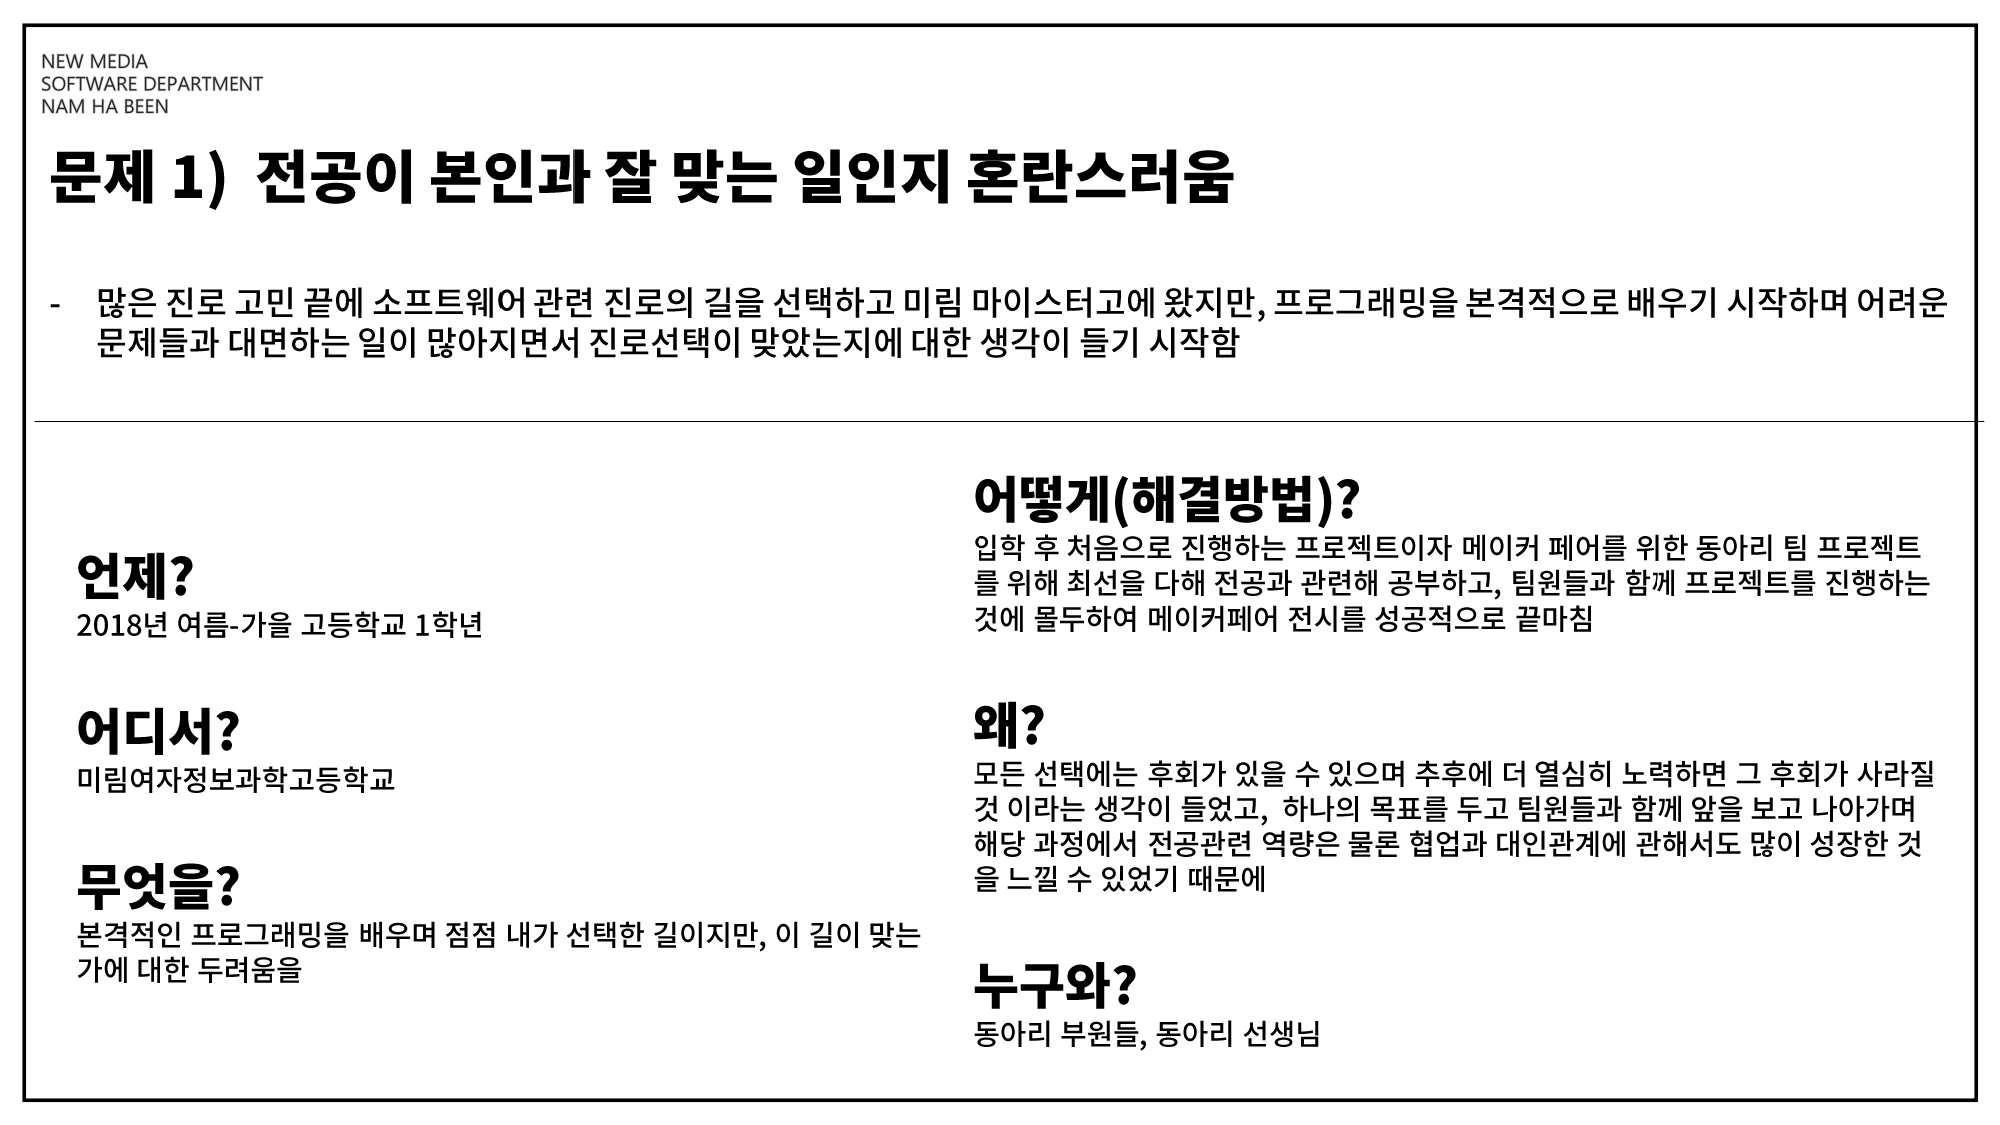 NEW MEDIA
SOFTWARE DEPARTMENT
NAM HA BEEN
문제 1) 전공이 본인과 잘 맞는 일인지 혼란스러움
- 많은 진로 고민 끝에 소프트웨어 관련 진로의 길을 선택하고 미림 마이스터고에 왔지만, 프로그래밍을 본격적으로 배우기 시작하며 어려운
문제들과 대면하는 일이 많아지면서 진로선택이 맞았는지에 대한 생각이 들기 시작함
언제?
2018년 여름-가을 고등학교 1학년
어디서?
미림여자정보과학고등학교
무엇을?
본격적인 프로그래밍을 배우며 점점 내가 선택한 길이지만, 이 길이 맞는
가에 대한 두려움을
어떻게(해결방법)?
입학 후 처음으로 진행하는 프로젝트이자 메이커 페어를 위한 동아리 팀 프로젝트
를 위해 최선을 다해 전공과 관련해 공부하고, 팀원들과 함께 프로젝트를 진행하는
것에 몰두하여 메이커페어 전시를 성공적으로 끝마침
왜?
모든 선택에는 후회가 있을 수 있으며 추후에 더 열심히 노력하면 그 후회가 사라질
것 이라는 생각이 들었고, 하나의 목표를 두고 팀원들과 함께 앞을 보고 나아가며
해당 과정에서 전공관련 역량은 물론 협업과 대인관계에 관해서도 많이 성장한 것
을 느낄 수 있었기 때문에
누구와?
동아리 부원들, 동아리 선생님